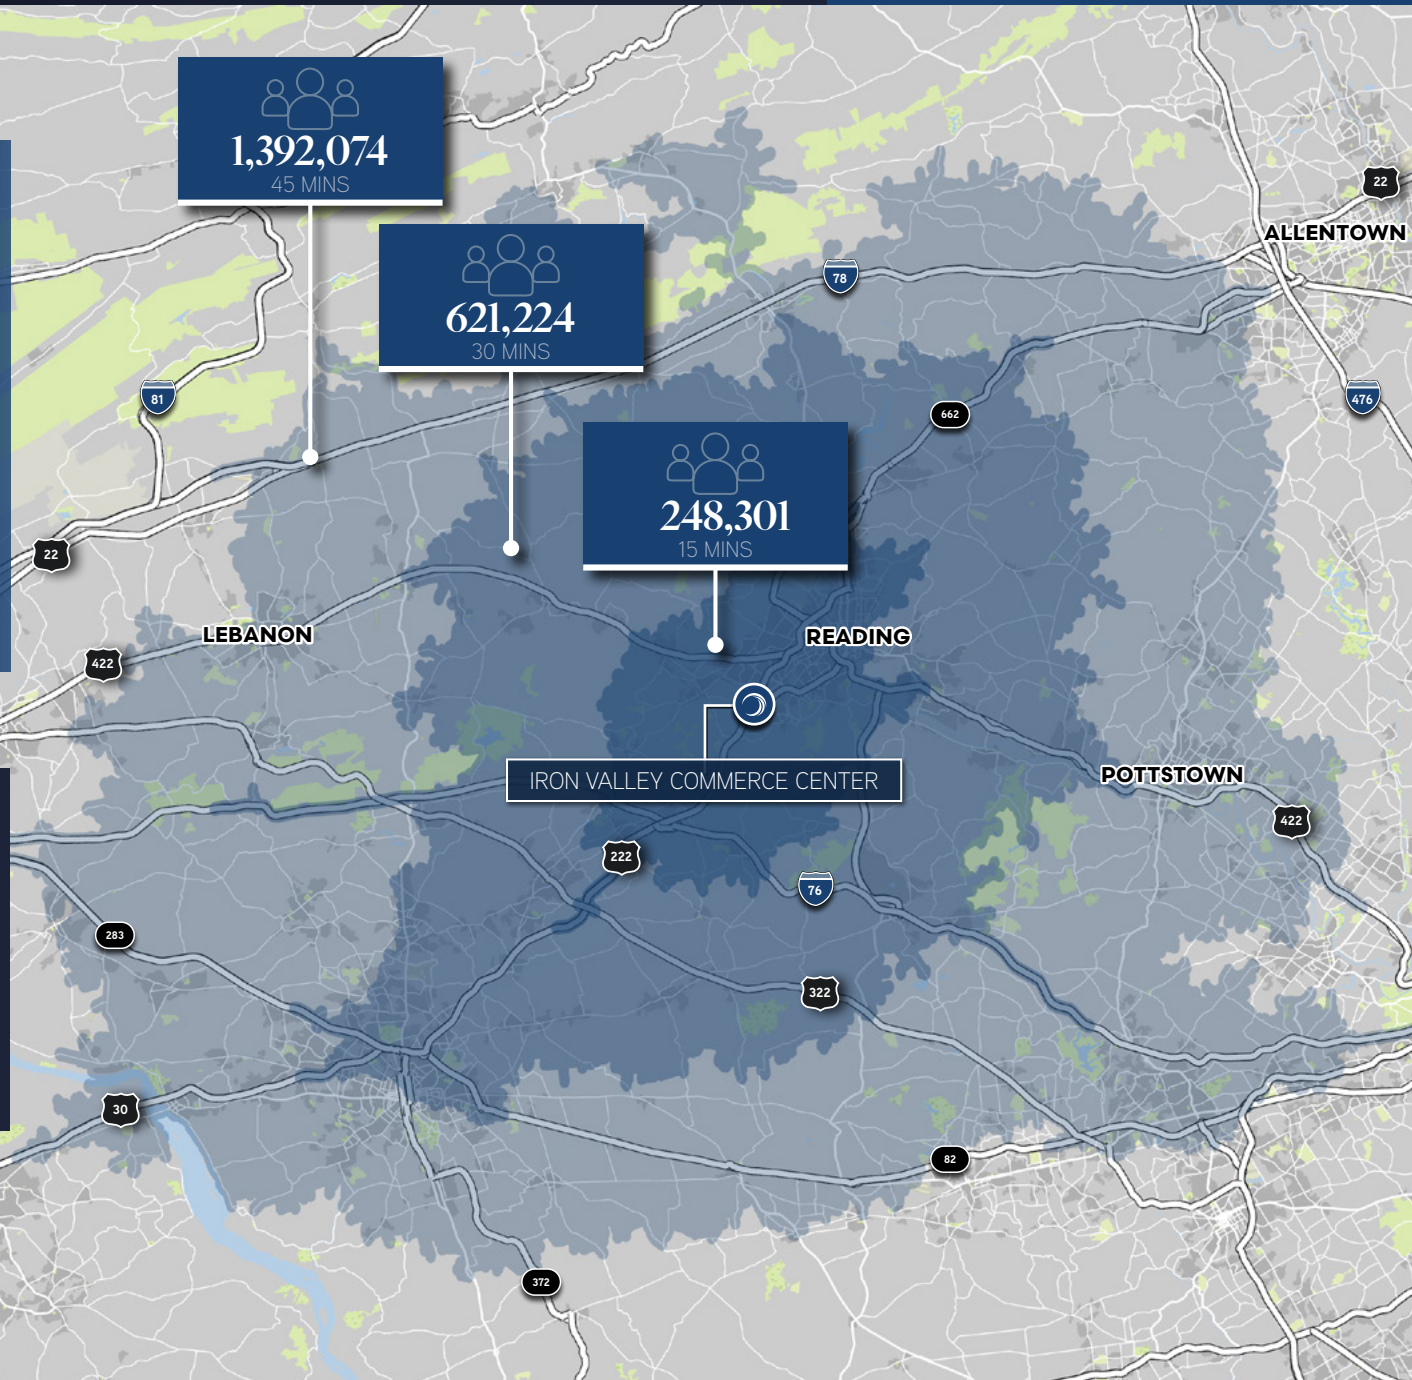 1,392,074
45 MINS
22
ALLENTOWN
621,224
30 MINS
78
81
476
662
248,301
15 MINS
22
LEBANON
READING
422
IRON VALLEY COMMERCE CENTER
POTTSTOWN
422
222
76
283
322
30
82
372